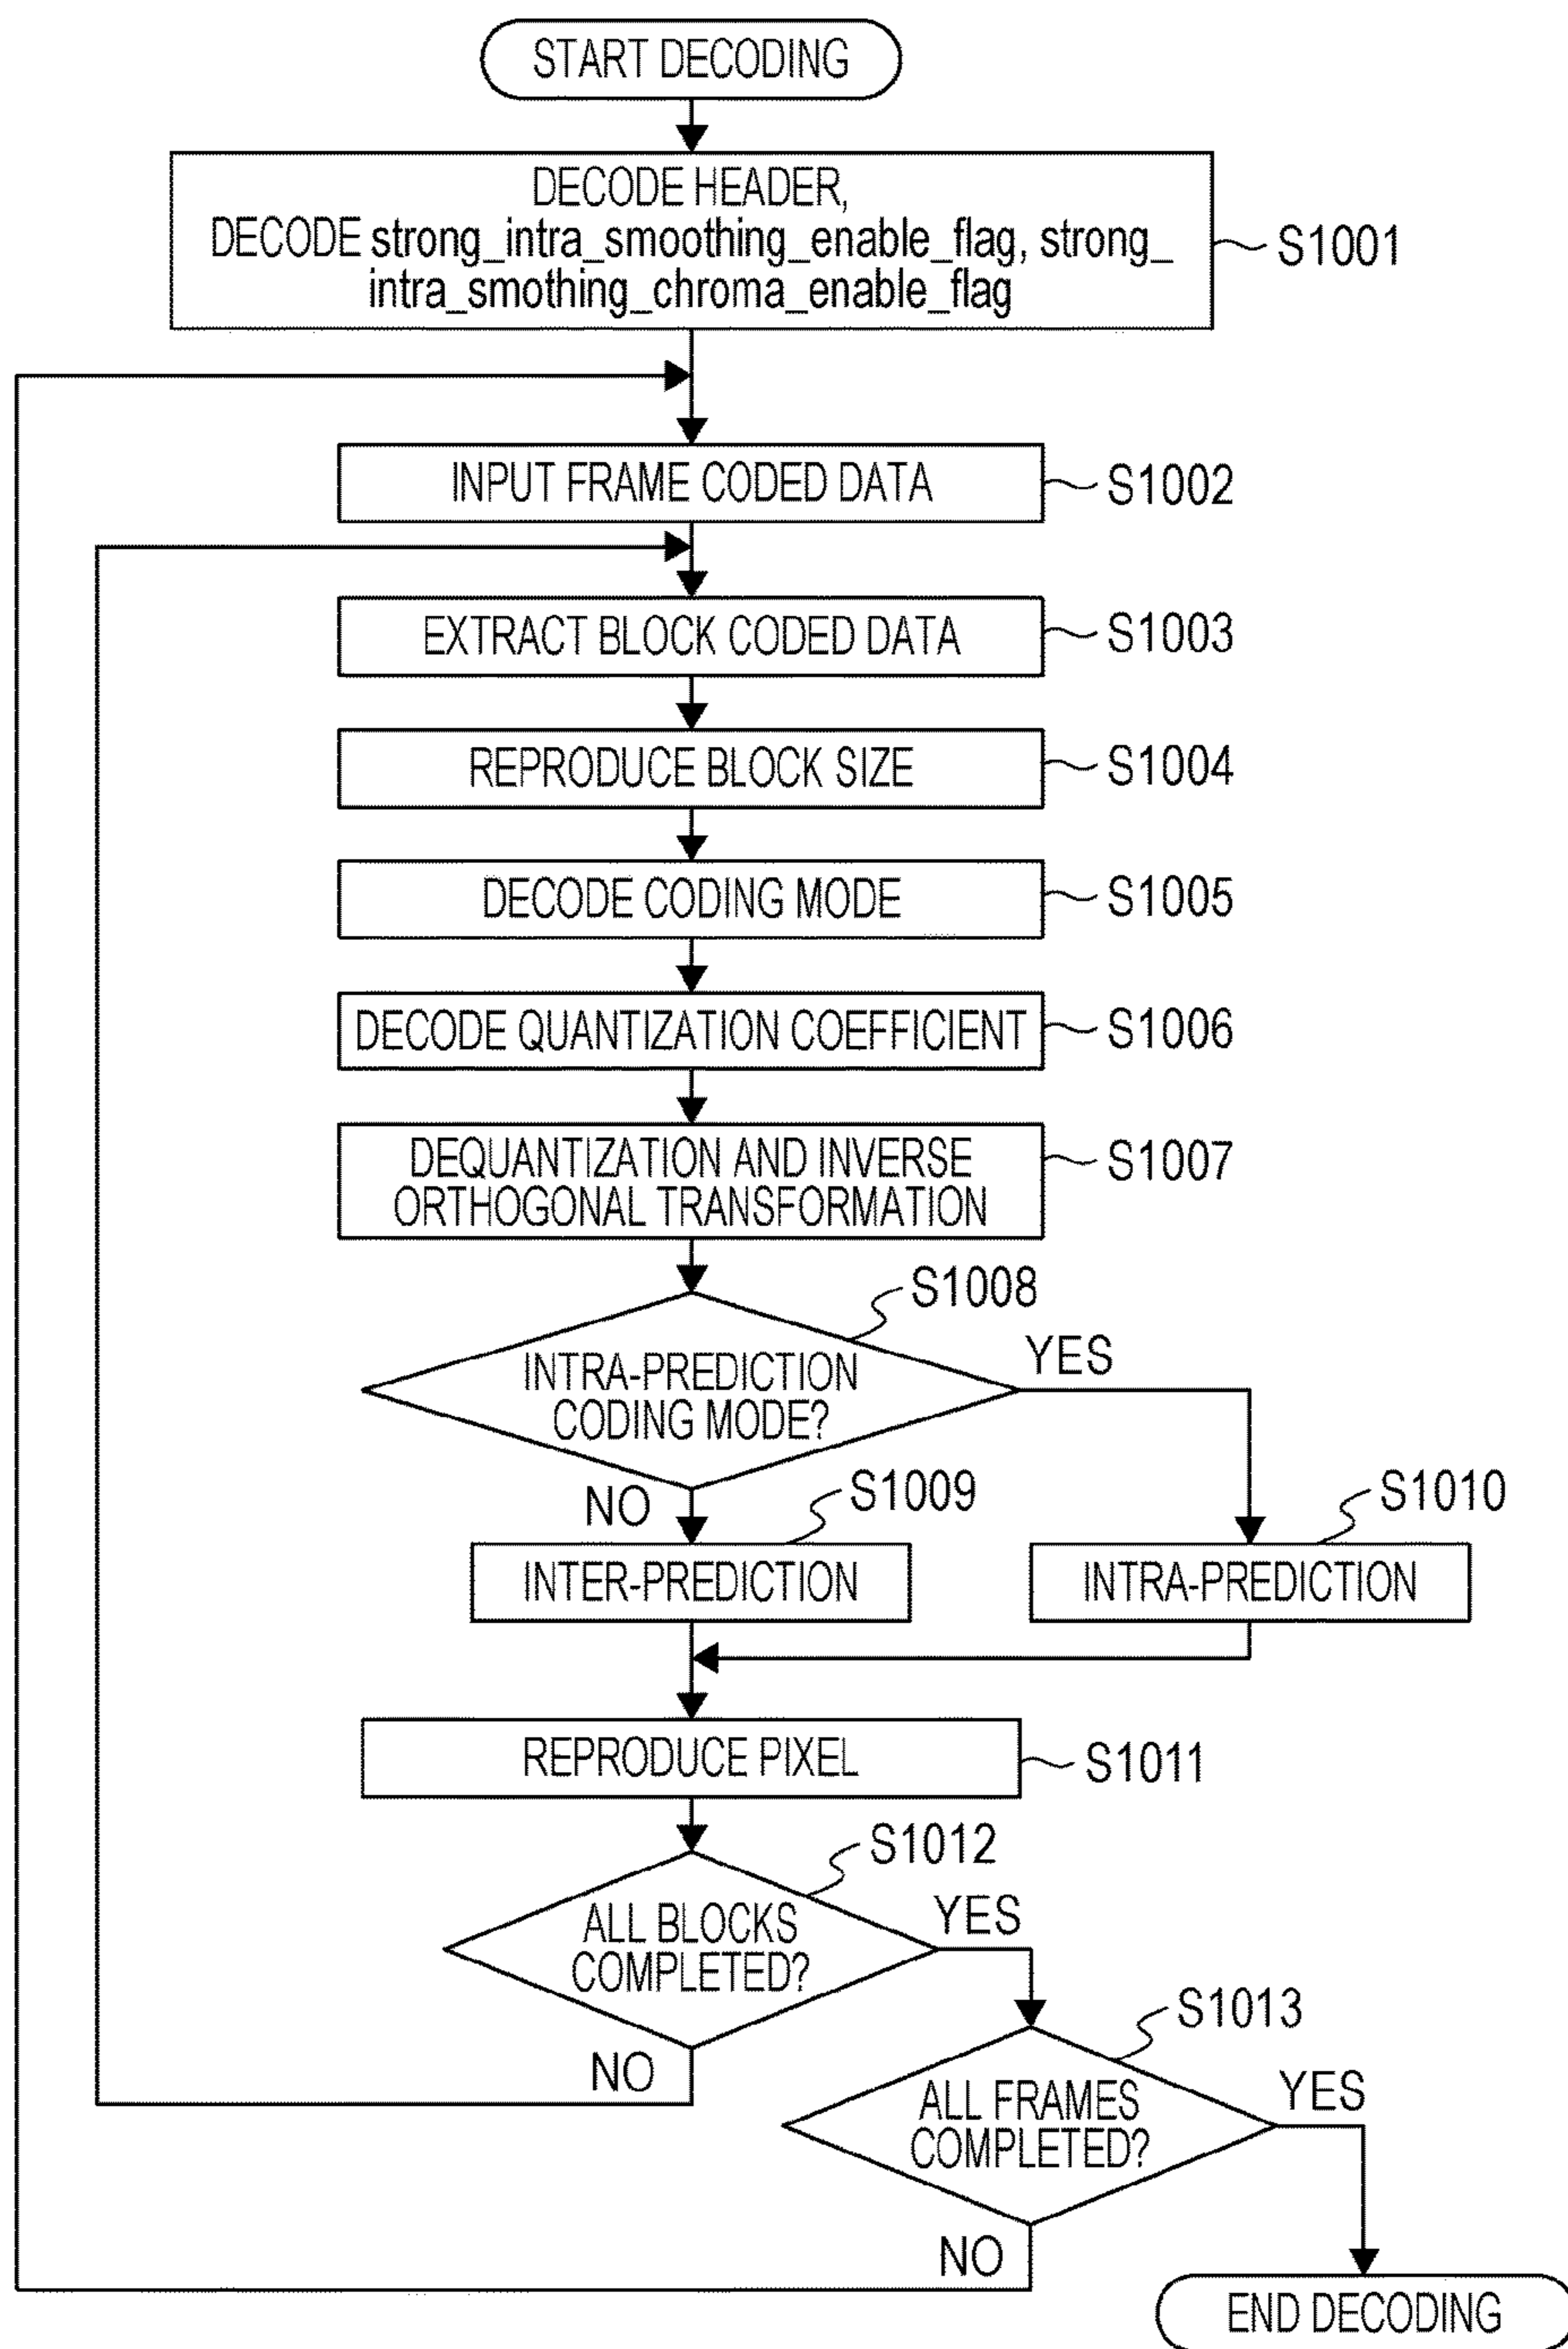 START DECODING
DECODE HEADER,
DECODE strong_intra_smoothing_enable_flag, strong_
intra_smothing_chroma_enable_flag
S1001
INPUT FRAME CODED DATA
S1002
EXTRACT BLOCK CODED DATA
S1003
REPRODUCE BLOCK SIZE
S1004
DECODE CODING MODE
S1005
DECODE QUANTIZATION COEFFICIENT
S1006
DEQUANTIZATION AND INVERSE
ORTHOGONAL TRANSFORMATION
S1007
S1008
INTRA-PREDICTION
CODING MODE?
YES
NO
S1009
S1010
INTER-PREDICTION
INTRA-PREDICTION
REPRODUCE PIXEL
S1011
S1012
ALL BLOCKS
COMPLETED?
YES
NO
S1013
ALL FRAMES
COMPLETED?
YES
NO
END DECODING